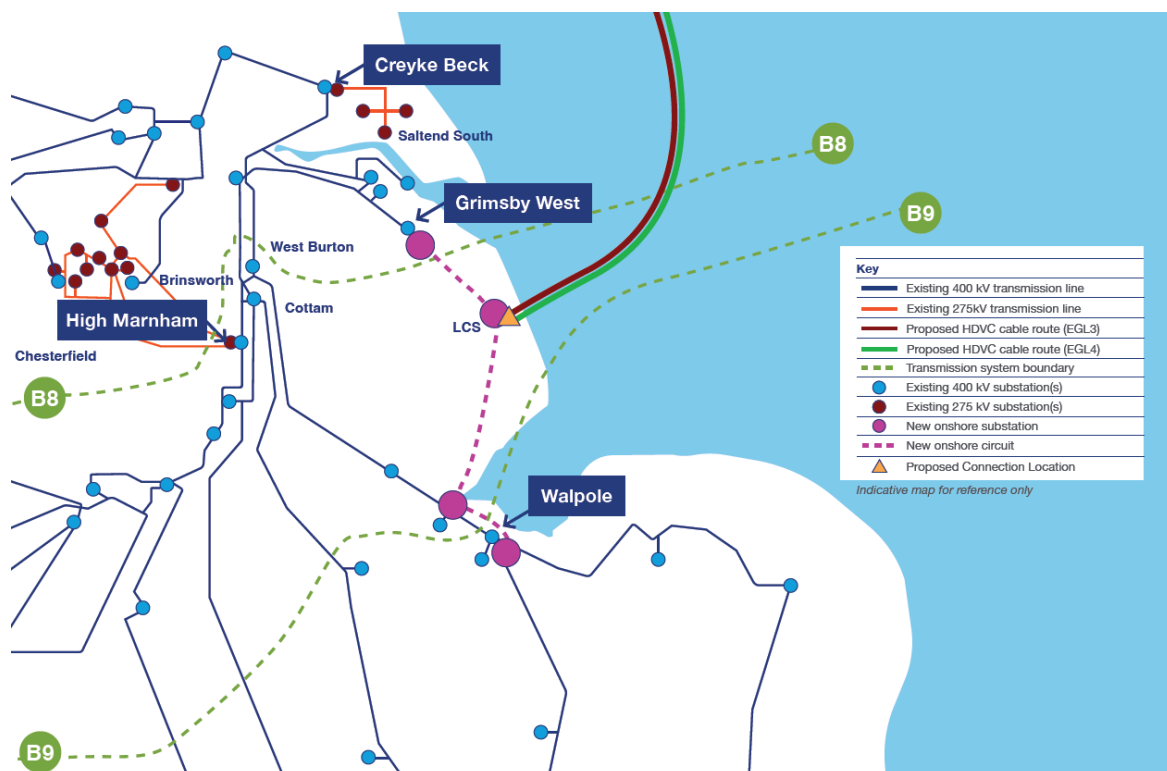 Creyke Beck
Saltend South
B8
Grimsby West
B9
West Burton
Brinsworth
Cottam
High Marnham
LCS
Chesterfield
B8
Walpole
B9
Key
Existing 400 kV transmission line
Existing 275kV transmission line
Proposed HDVC cable route (EGL3)
Proposed HDVC cable route (EGL4)
Transmission system boundary
Existing 400 kV substation(s)
Existing 275 kV substation(s)
New onshore substation
New onshore circuit
Proposed Connection Location
Indicative map for reference only